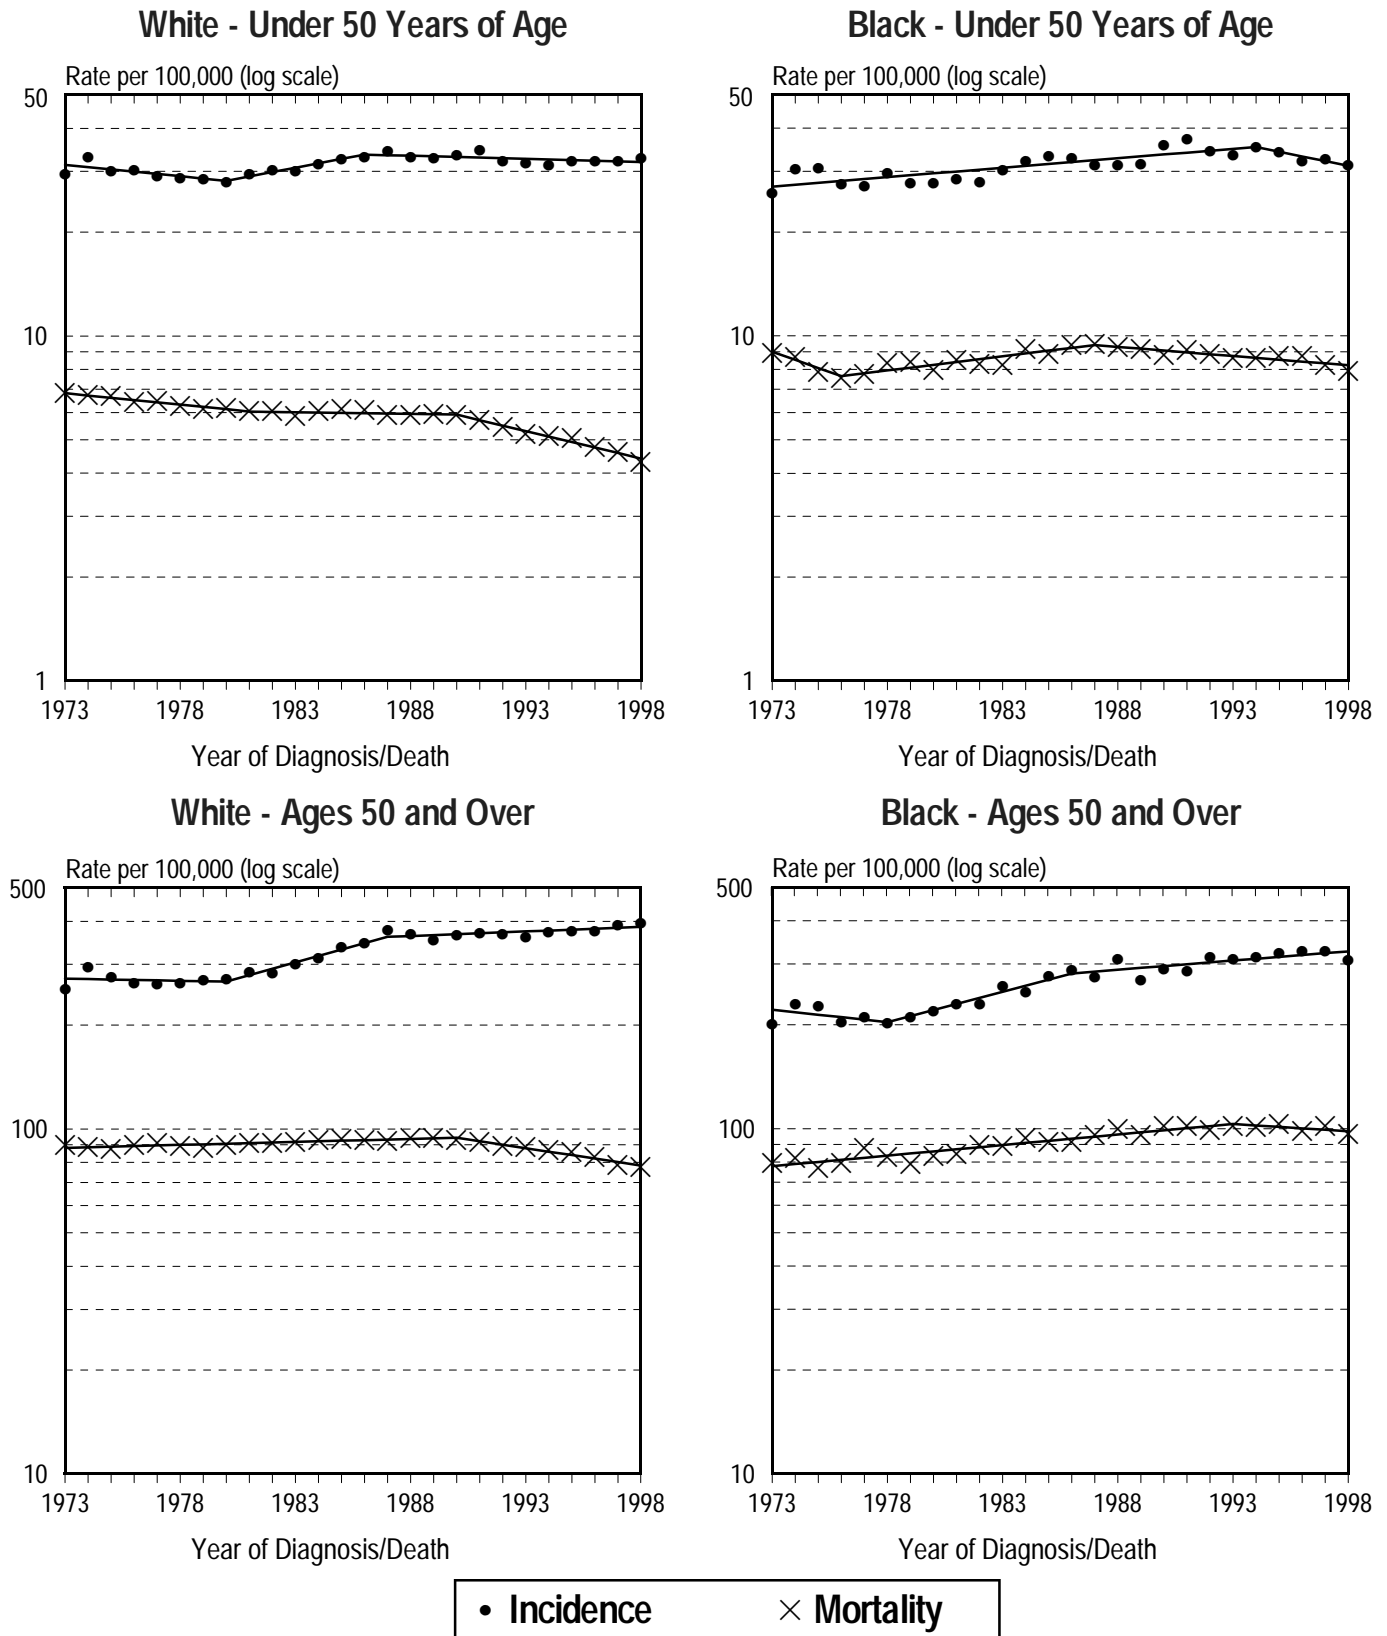 White - Under 50 Years of Age
Rate per 100,000 (log scale)
50
10
1
1973 1978 1983 1988 1993 1998
Year of Diagnosis/Death
Black - Under 50 Years of Age
Rate per 100,000 (log scale)
50
10
1
1973 1978 1983 1988 1993 1998
Year of Diagnosis/Death
White - Ages 50 and Over
Rate per 100,000 (log scale)
500
100
10
1973 1978 1983 1988 1993 1998
Year of Diagnosis/Death
Black - Ages 50 and Over
Rate per 100,000 (log scale)
500
100
10
1973 1978 1983 1988 1993 1998
Year of Diagnosis/Death
Incidence Mortality